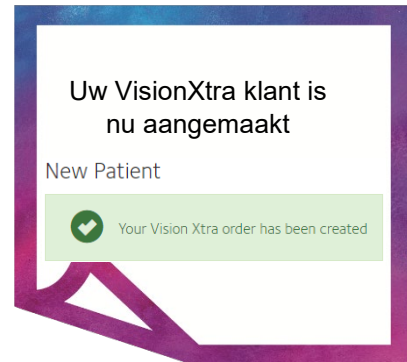 Uw VisionXtra klant is
nu aangemaakt
New Patient
Your Vision Xtra order has been created